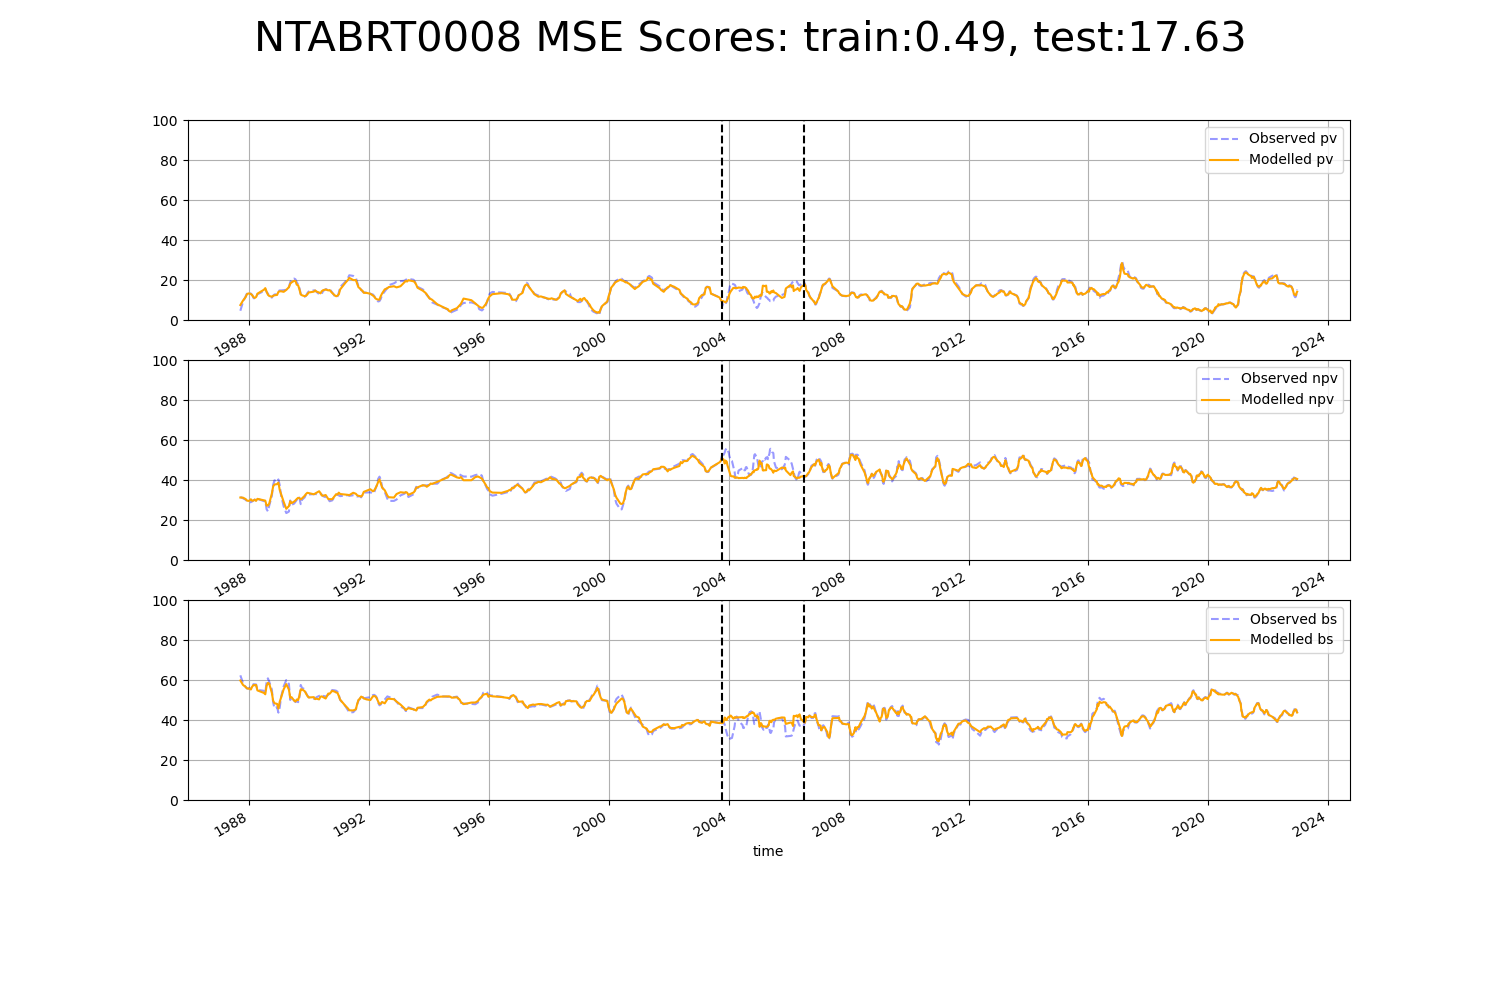 NTABRT0008 MSE Scores: train:0.49, test:17.63
100
80
60
40
20
0
Observed pv
Modelled pv
1988 1992 1996 2000 2004 2008 2012 2016 2020 2024
100
80
60
40
20
0
Observed npv
Modelled npv
1988 1992 1996 2000 2004 2008 2012 2016 2020 2024
100
80
60
40
20
0
Observed bs
Modelled bs
1988 1992 1996 2000 2004 2008 2012 2016 2020 2024
time